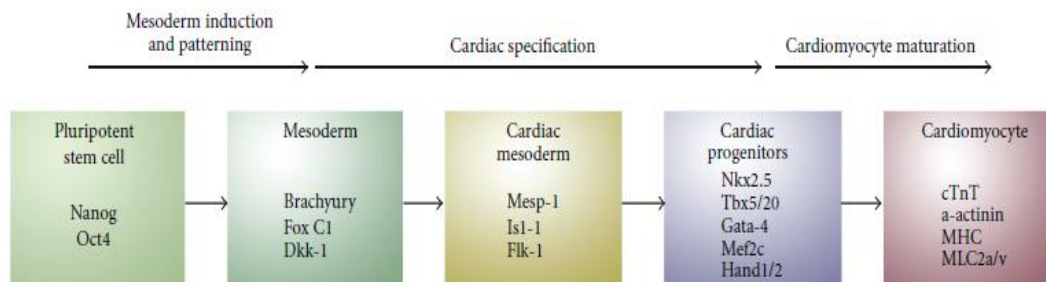 Mesoderm induction
and patterning
Cardiac specification
Cardiomyocyte maturation
Pluripotent
stem cell
Nanog
Oct4
Mesoderm
Brachyury
Fox C1
Dkk-1
Cardiac
mesoderm
Mesp-1
Is1-1
Flk-1
Cardiac
progenitors
Nkx2.5
Tbx5/20
Gata-4
Mef2c
Hand1/2
Cardiomyocyte
cTnT
a-actinin
MHC
MLC2a/v